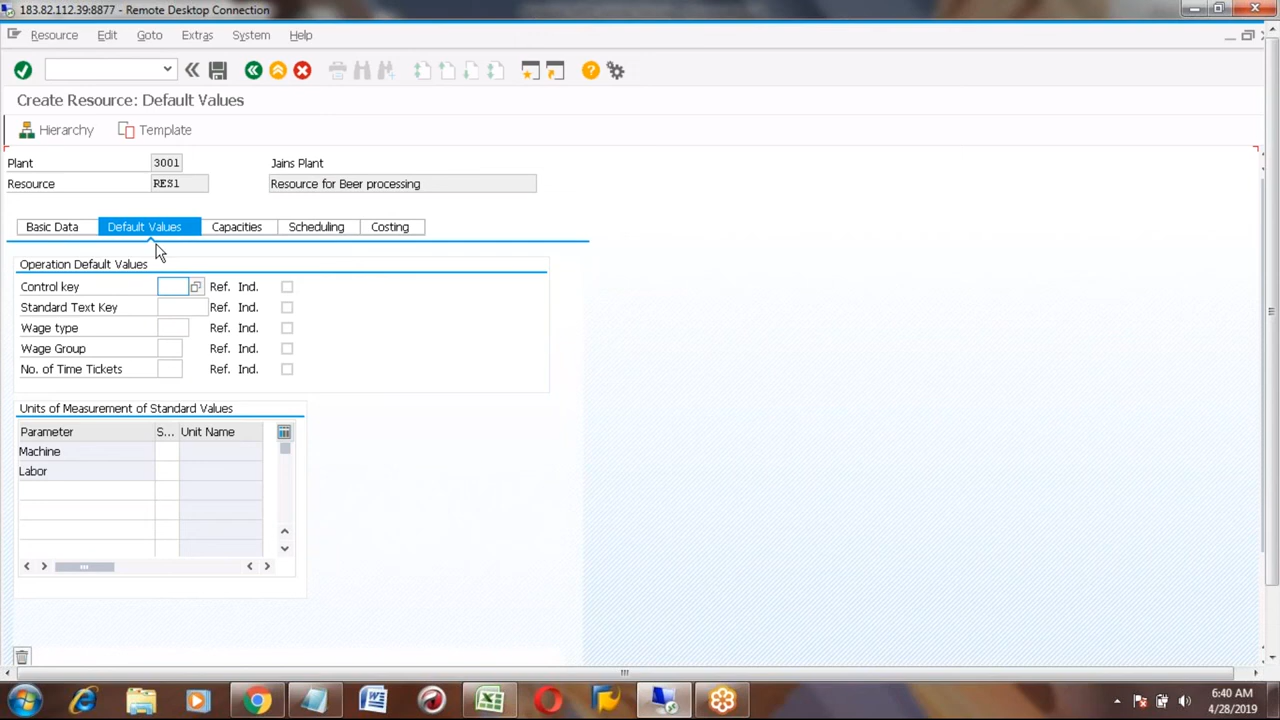 183.82.112.39:8877 - Remote Desktop Connection
Resource Edit Goto Extras System Help
Create Resource: Default Values
Hierarchy Template
Plant 3001 Jains Plant
Resource RES1 Resource for Beer processing
Basic Data Default Values Capacities Scheduling Costing
Operation Default Values
Control key Ref. Ind.
Standard Text Key Ref. Ind.
Wage type Ref. Ind.
Wage Group Ref. Ind.
No. of Time Tickets Ref. Ind.
Units of Measurement of Standard Values
Parameter S... Unit Name
Machine
Labor
6:40 AM
4/28/2019